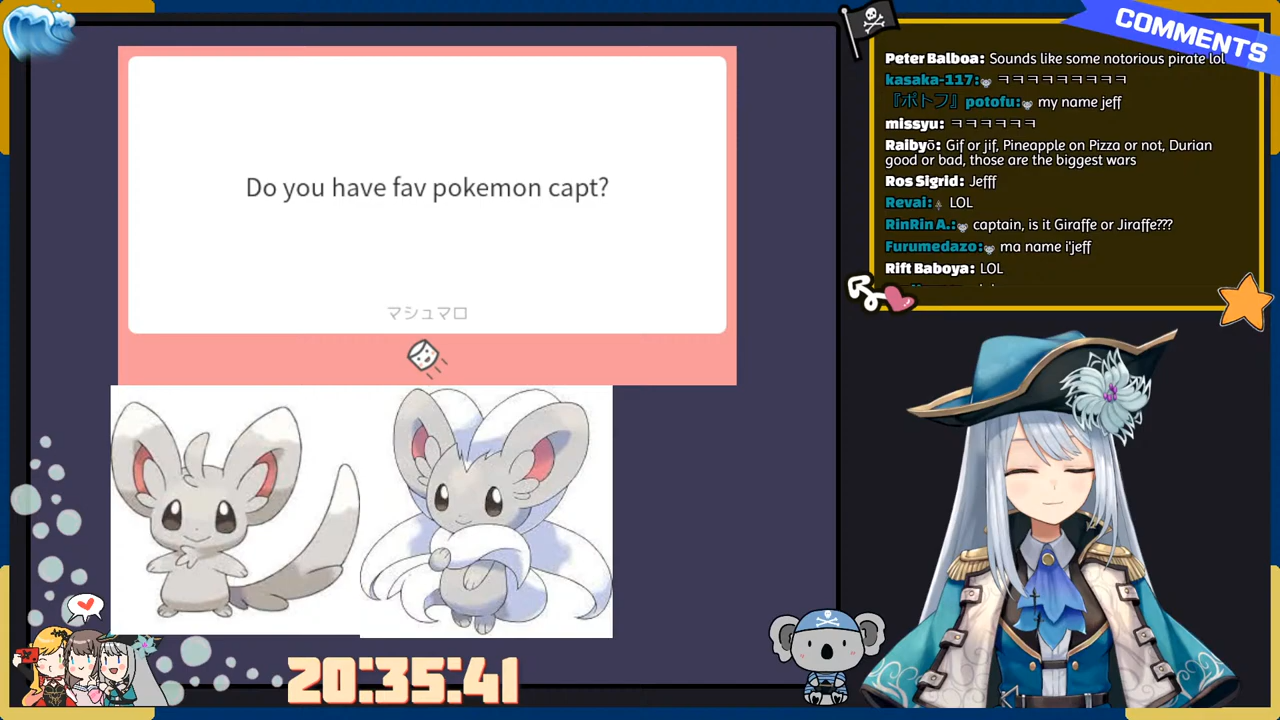 Do you have fav pokemon capt?
マシュマロ
20:35:41
COMMENTS
Peter Balboa: Sounds like some notorious pirate lol
kasaka-117: ㅋㅋㅋㅋㅋㅋㅋㅋㅋ
『ポトフ』 potofu: my name jeff
missyu: ㅋㅋㅋㅋㅋㅋ
Raibyō: Gif or jif, Pineapple on Pizza or not, Durian
good or bad, those are the biggest wars
Ros Sigrid: Jefff
Revai: LOL
RinRin A.: captain, is it Giraffe or Jiraffe???
Furumedazo: ma name i'jeff
Rift Baboya: LOL